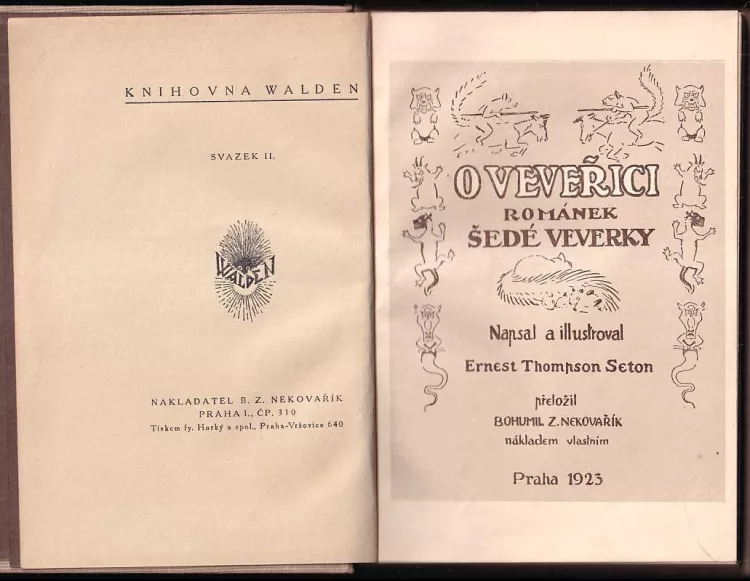 KNIHOVNA WALDEN
SVAZEK II.
WALDEN
NAKLADATEL B. Z. NEKOVAŘÍK
PRAHA I., ČP. 310
Tiskem fy. Horký a spol., Praha-Vršovice 640
O VEVEŘICI
ROMÁNEK
ŠEDÉ VEVERKY
Napsal a illustroval
Ernest Thompson Seton
přeložil
BOHUMIL Z. NEKOVAŘÍK
nákladem vlastním
Praha 1923